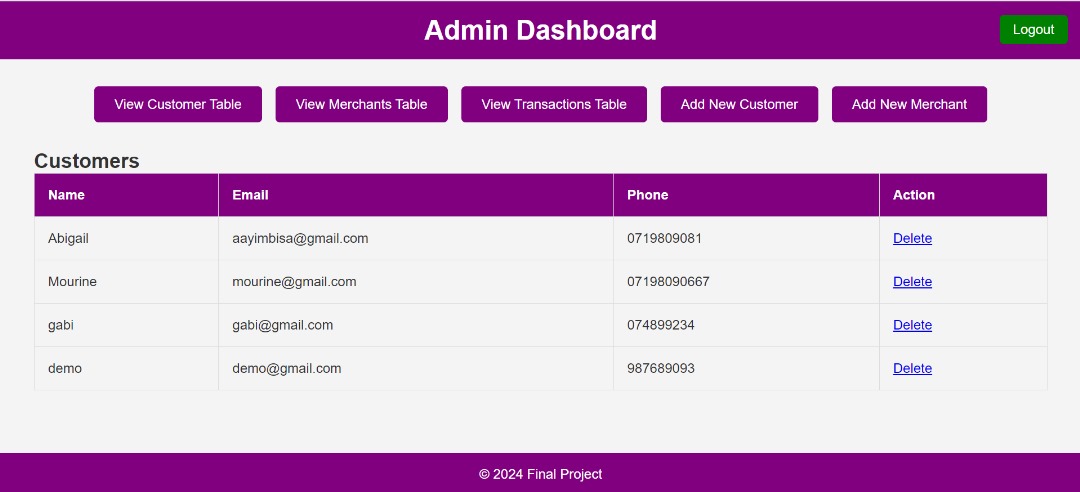 Admin Dashboard
Logout
View Customer Table View Merchants Table View Transactions Table Add New Customer Add New Merchant
Customers
Name Email Phone Action
Abigail aayimbisa@gmail.com 0719809081 Delete
Mourine mourine@gmail.com 07198090667 Delete
gabi gabi@gmail.com 074899234 Delete
demo demo@gmail.com 987689093 Delete
© 2024 Final Project